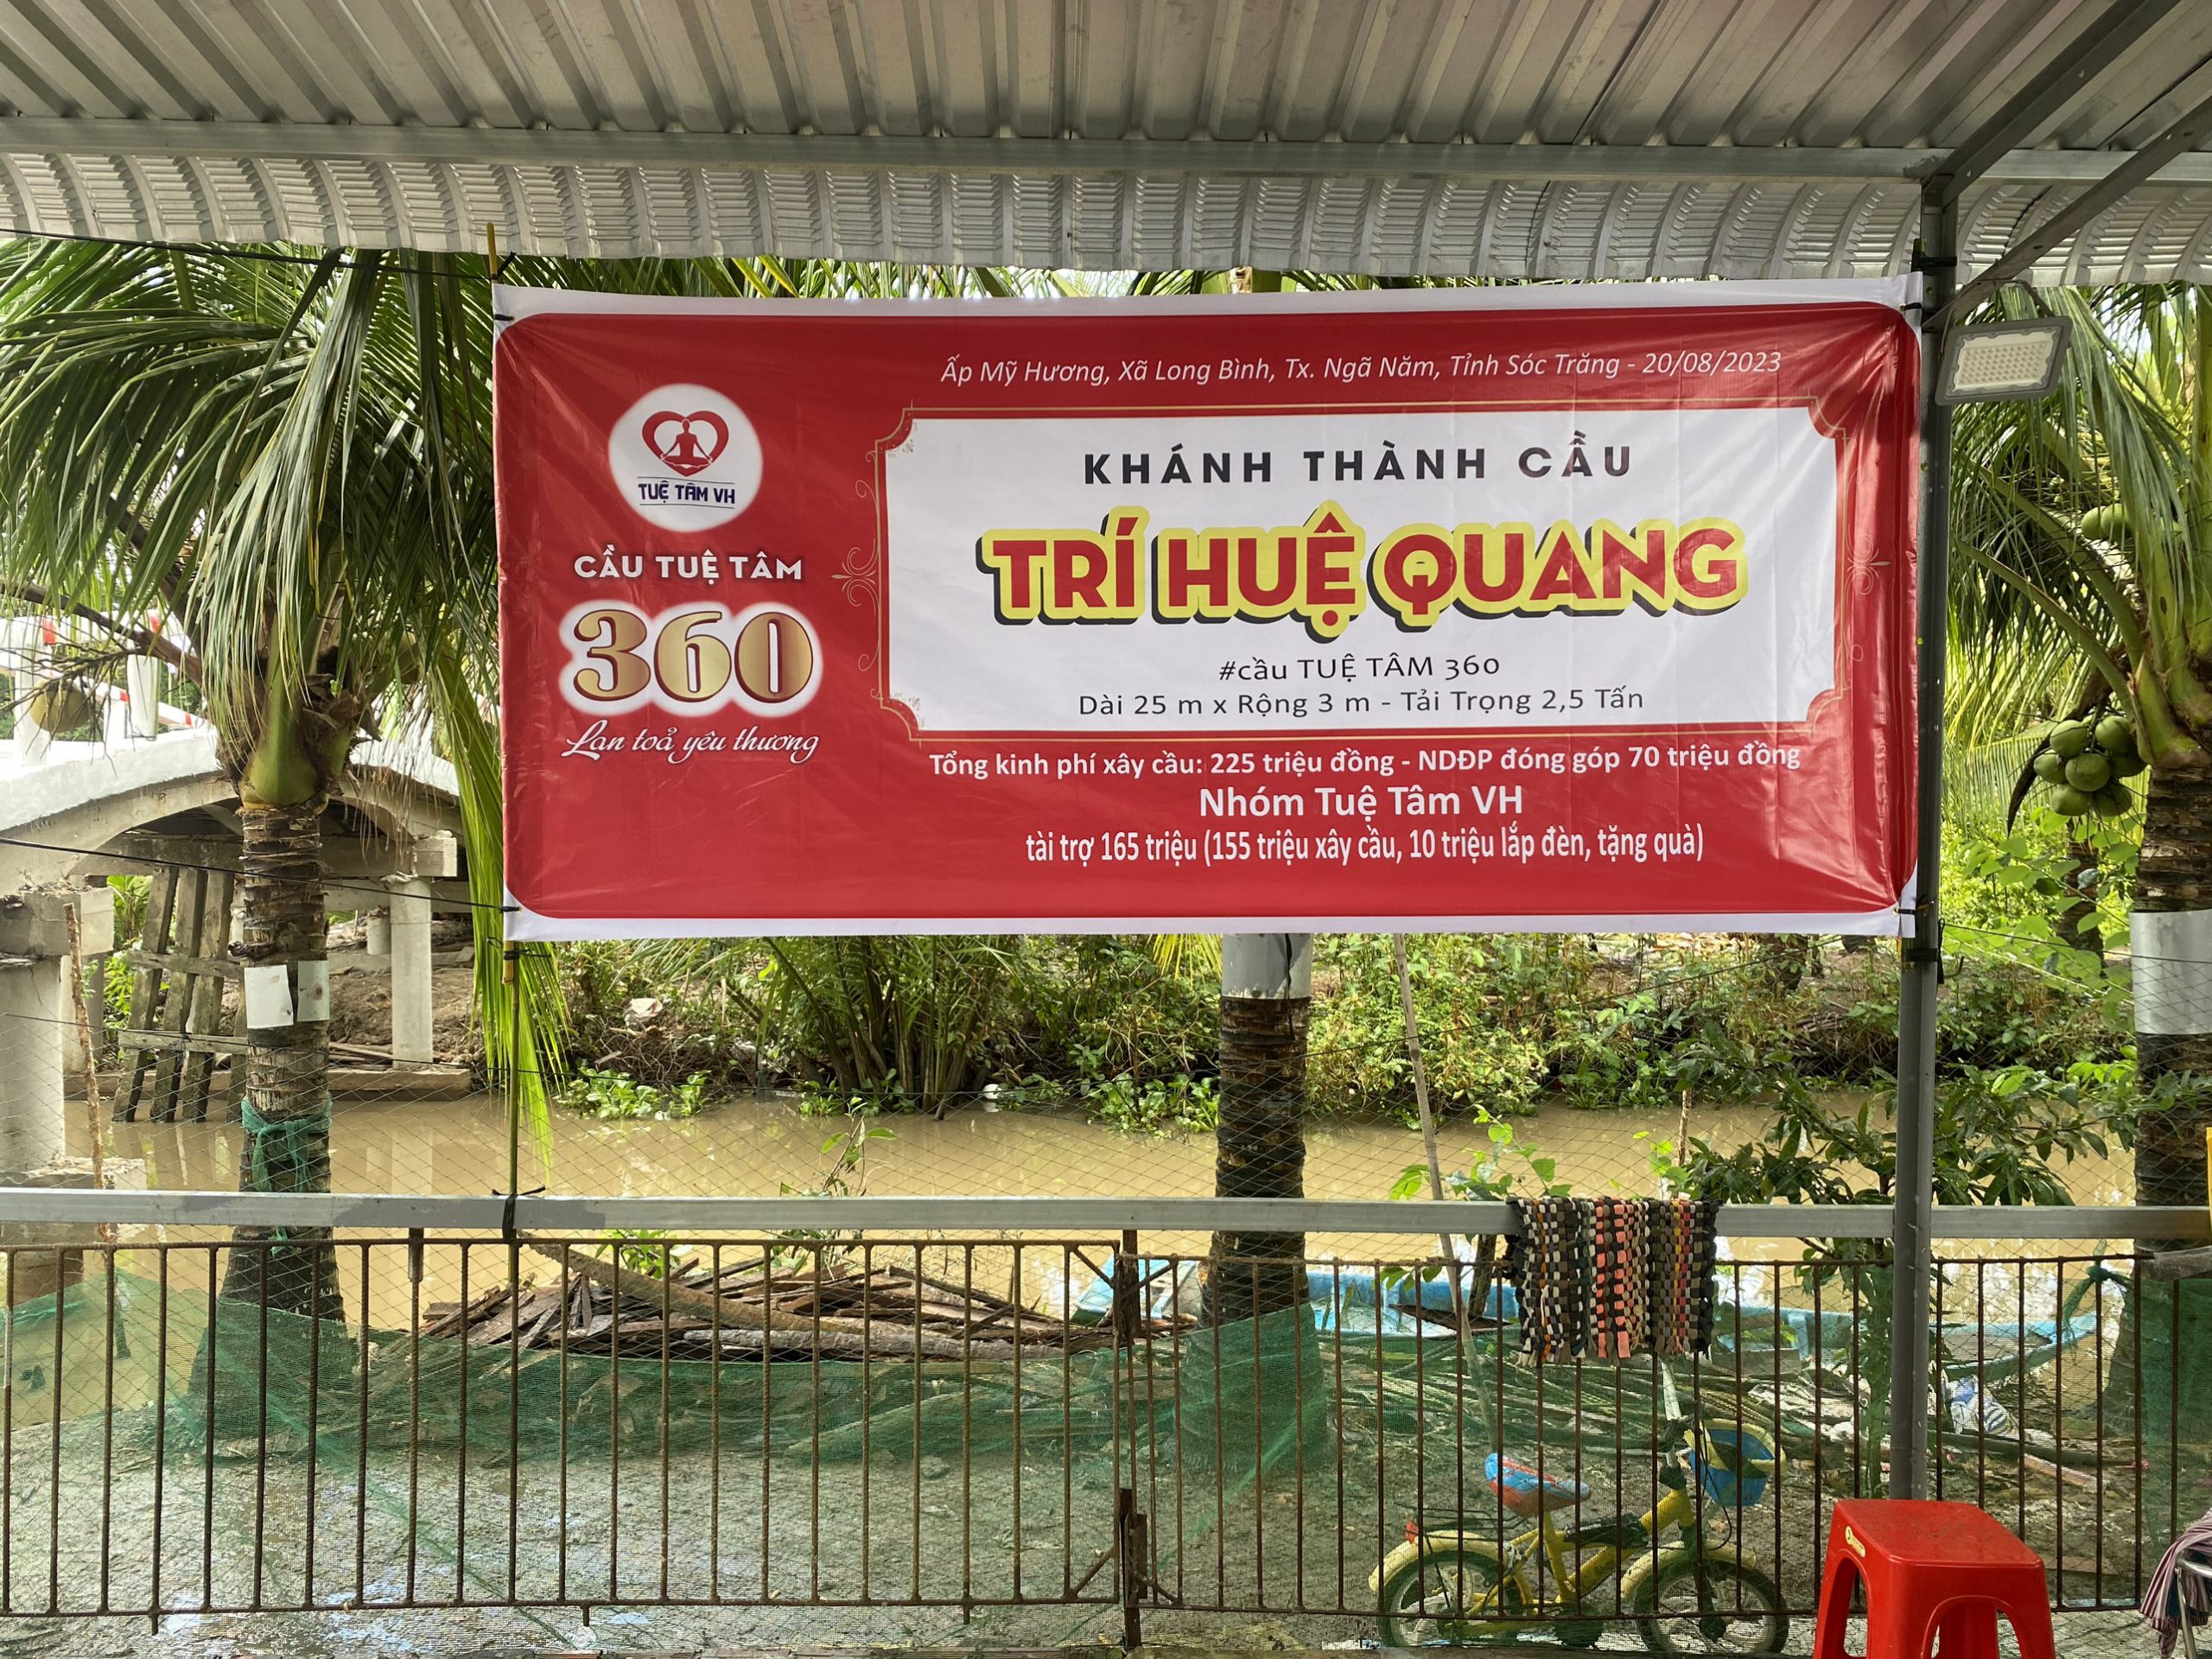 Ấp Mỹ Hương, Xã Long Bình, Tx. Ngã Năm, Tỉnh Sóc Trăng - 20/08/2023
TUỆ TÂM VH
CẦU TUỆ TÂM
360
Lan toả yêu thương
KHÁNH THÀNH CẦU
TRÍ HUỆ QUANG
#cầu TUỆ TÂM 360
Dài 25 m x Rộng 3 m - Tải Trọng 2,5 Tấn
Tổng kinh phí xây cầu: 225 triệu đồng - NDĐP đóng góp 70 triệu đồng
Nhóm Tuệ Tâm VH
tài trợ 165 triệu (155 triệu xây cầu, 10 triệu lắp đèn, tặng quà)